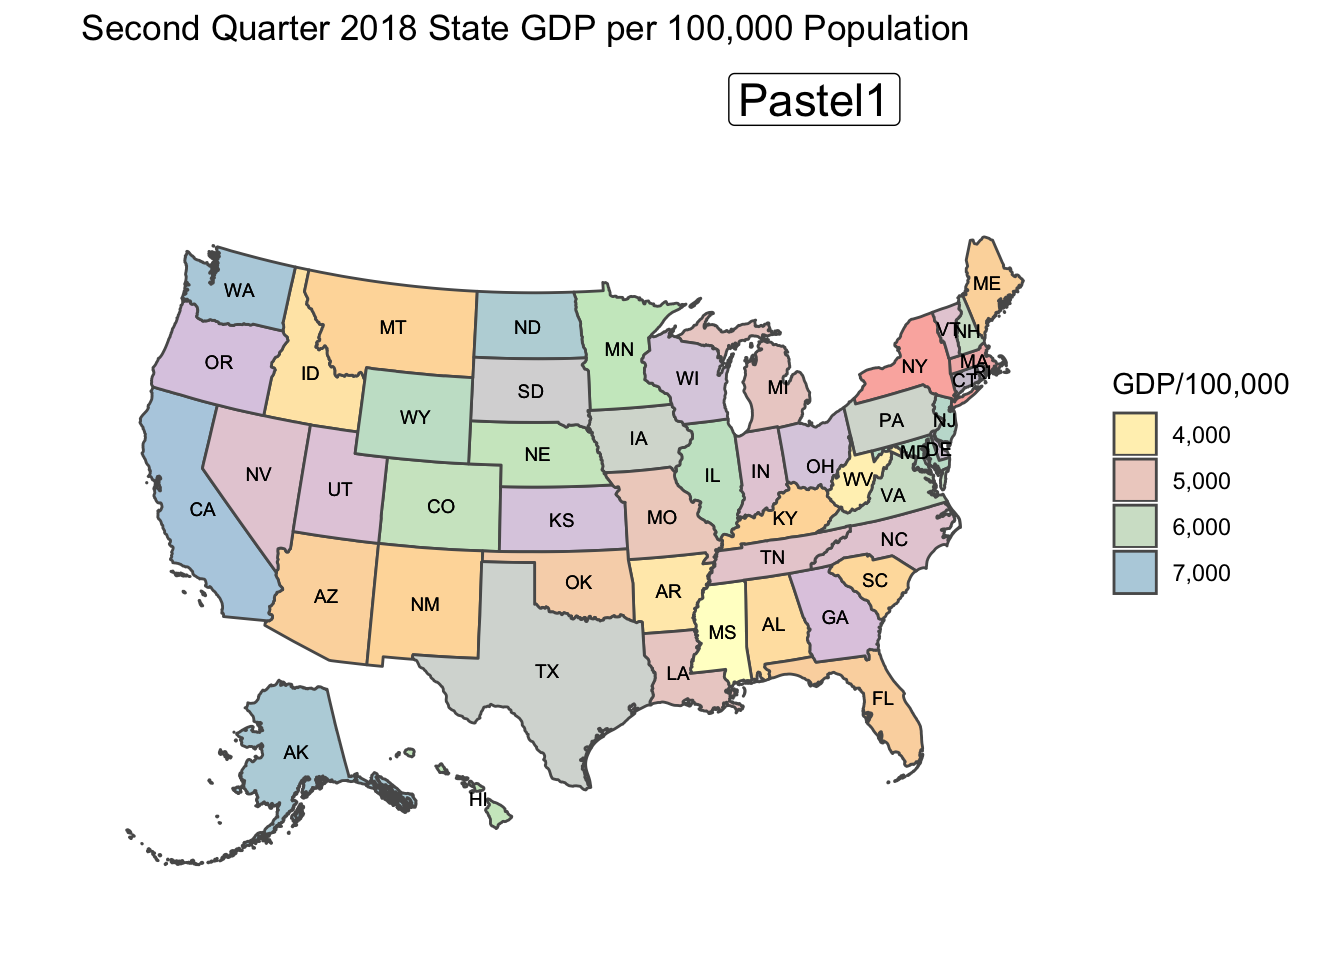 Second Quarter 2018 State GDP per 100,000 Population
Pastel1
ME
WA
MT
ND
VT
NH
MN
OR
NY
MA
ID
RI
WI
CT
MI
SD
WY
PA
NJ
IA
NE
MD
DE
OH
NV
IL
IN
WV
UT
VA
CA
CO
KS
MO
KY
NC
TN
OK
SC
AR
AZ
NM
GA
AL
MS
TX
LA
FL
AK
HI
GDP/100,000
4,000
5,000
6,000
7,000